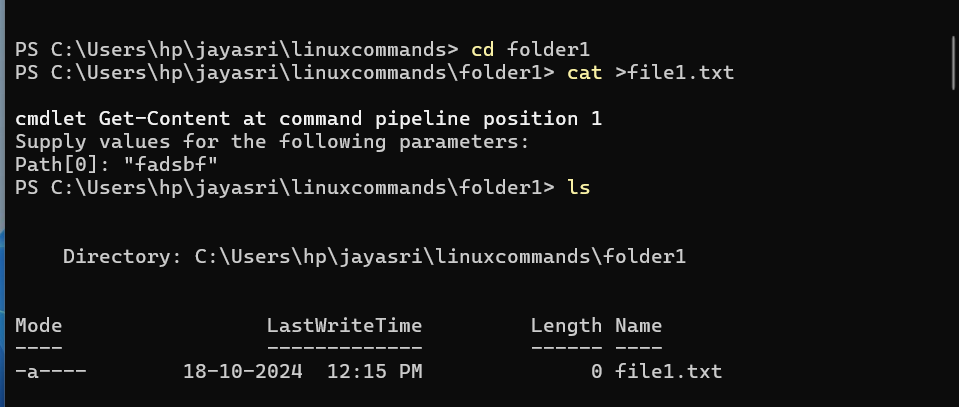 PS C:\Users\hp\jayasri\linuxcommands> cd folder1
PS C:\Users\hp\jayasri\linuxcommands\folder1> cat >file1.txt
cmdlet Get-Content at command pipeline position 1
Supply values for the following parameters:
Path[0]: "fadsbf"
PS C:\Users\hp\jayasri\linuxcommands\folder1> ls
Directory: C:\Users\hp\jayasri\linuxcommands\folder1
Mode LastWriteTime Length Name
---- ------------- ------ ----
-a---- 18-10-2024 12:15 PM 0 file1.txt